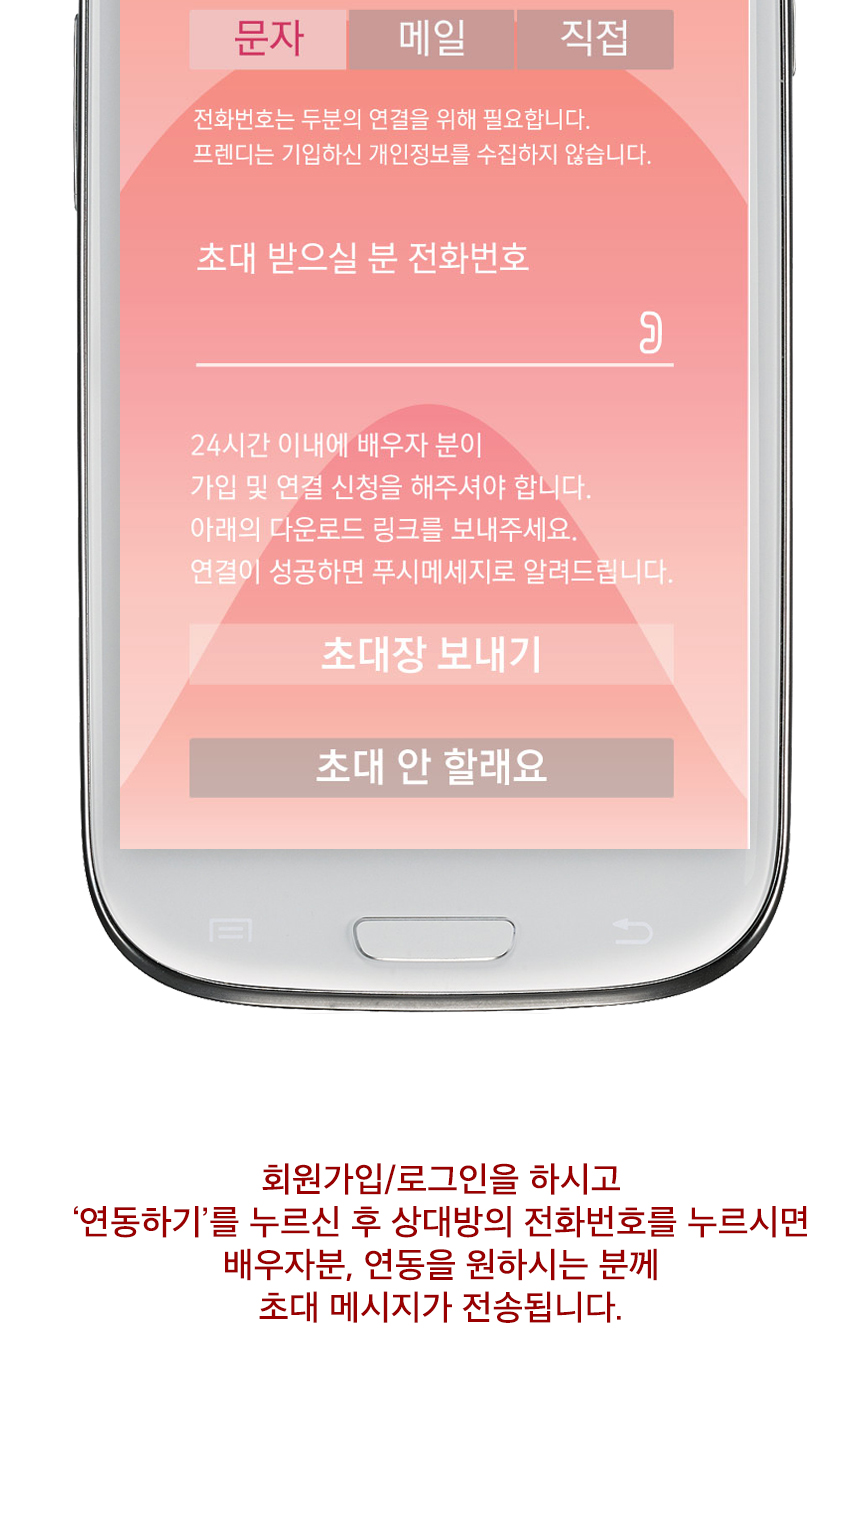 문자 메일 직접
전화번호는 두분의 연결을 위해 필요합니다.
프렌디는 기입하신 개인정보를 수집하지 않습니다.
초대 받으실 분 전화번호
24시간 이내에 배우자 분이
가입 및 연결 신청을 해주셔야 합니다.
아래의 다운로드 링크를 보내주세요.
연결이 성공하면 푸시메세지로 알려드립니다.
초대장 보내기
초대 안 할래요
회원가입/로그인을 하시고
‘연동하기’를 누르신 후 상대방의 전화번호를 누르시면
배우자분, 연동을 원하시는 분께
초대 메시지가 전송됩니다.